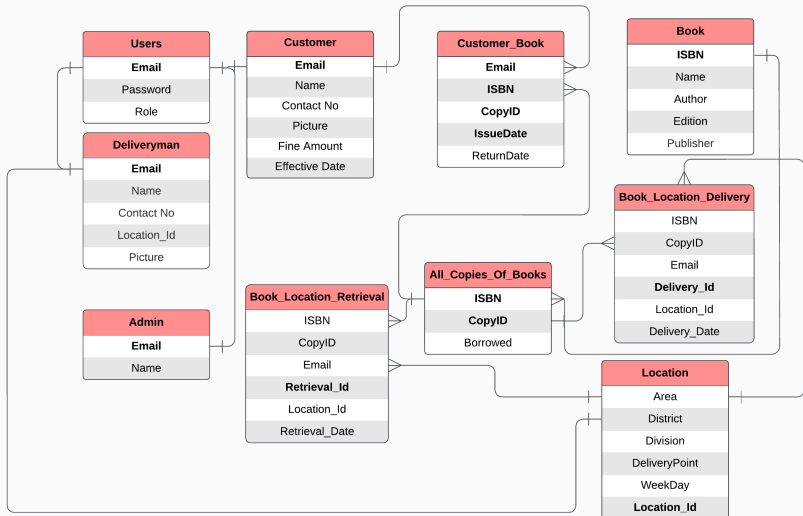 Users
Email
Password
Role
Customer
Email
Name
Contact No
Picture
Fine Amount
Effective Date
Customer_Book
Email
ISBN
CopyID
IssueDate
ReturnDate
Book
ISBN
Name
Author
Edition
Publisher
Deliveryman
Email
Name
Contact No
Location_Id
Picture
Book_Location_Delivery
ISBN
CopyID
Email
Delivery_Id
Location_Id
Delivery_Date
All_Copies_Of_Books
ISBN
CopyID
Borrowed
Book_Location_Retrieval
ISBN
CopyID
Email
Retrieval_Id
Location_Id
Retrieval_Date
Admin
Email
Name
Location
Area
District
Division
DeliveryPoint
WeekDay
Location_Id